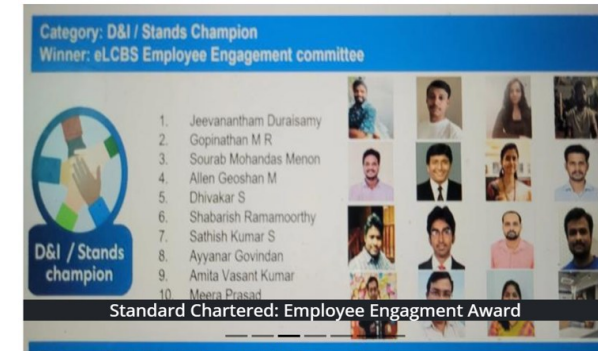 Category: D&I / Stands Champion
Winner: eLCBS Employee Engagement committee
1. Jeevanantham Duraisamy
2. Gopinathan M R
3. Sourab Mohandas Menon
4. Allen Geoshan M
5. Dhivakar S
6. Shabarish Ramamoorthy
7. Sathish Kumar S
8. Ayyanar Govindan
9. Amita Vasant Kumar
10. Meera Prasad
D&I / Stands
champion
Standard Chartered: Employee Engagment Award